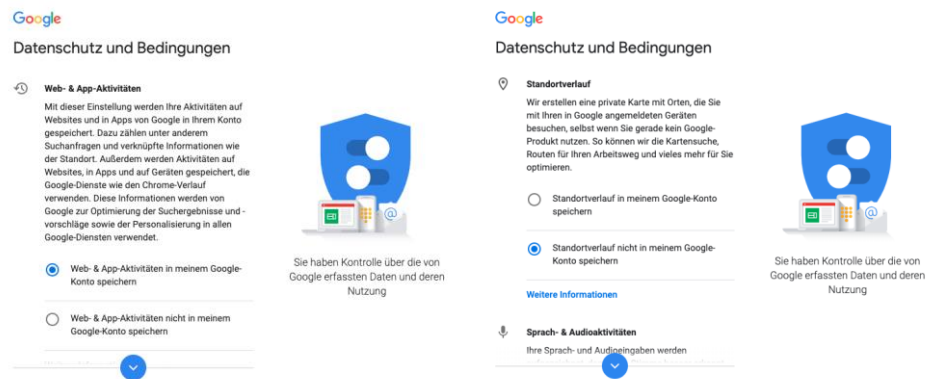 Google
Datenschutz und Bedingungen
Web- & App-Aktivitäten
Mit dieser Einstellung werden Ihre Aktivitäten auf
Websites und in Apps von Google in Ihrem Konto
gespeichert. Dazu zählen unter anderem
Suchanfragen und verknüpfte Informationen wie
der Standort. Außerdem werden Aktivitäten auf
Websites, in Apps und auf Geräten gespeichert, die
Google-Dienste wie den Chrome-Verlauf
verwenden. Diese Informationen werden von
Google zur Optimierung der Suchergebnisse und -
vorschläge sowie der Personalisierung in allen
Google-Diensten verwendet.
Web- & App-Aktivitäten in meinem Google-
Konto speichern
Web- & App-Aktivitäten nicht in meinem
Google-Konto speichern
@
Sie haben Kontrolle über die von
Google erfassten Daten und deren
Nutzung
Google
Datenschutz und Bedingungen
Standortverlauf
Wir erstellen eine private Karte mit Orten, die Sie
mit Ihren in Google angemeldeten Geräten
besuchen, selbst wenn Sie gerade kein Google-
Produkt nutzen. So können wir die Kartensuche,
Routen für Ihren Arbeitsweg und vieles mehr für Sie
optimieren.
Standortverlauf in meinem Google-Konto
speichern
Standortverlauf nicht in meinem Google-
Konto speichern
Weitere Informationen
Sprach- & Audioaktivitäten
Ihre Sprach- und Audioeingaben werden
@
Sie haben Kontrolle über die von
Google erfassten Daten und deren
Nutzung